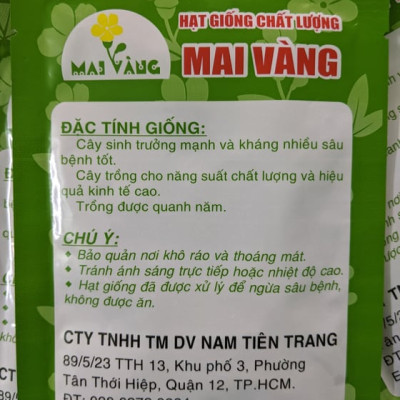 HẠT GIỐNG CHẤT LƯỢNG
MAI VÀNG
MAI VÀNG
ĐẶC TÍNH GIỐNG:
Cây sinh trưởng mạnh và kháng nhiều sâu
bệnh tốt.
Cây trồng cho năng suất chất lượng và hiệu
quả kinh tế cao.
Trồng được quanh năm.
CHÚ Ý:
Bảo quản nơi khô ráo và thoáng mát.
Tránh ánh sáng trực tiếp hoặc nhiệt độ cao.
Hạt giống đã được xử lý để ngừa sâu bệnh,
không được ăn.
CTY TNHH TM DV NAM TIÊN TRANG
89/5/23 TTH 13, Khu phố 3, Phường
Tân Thới Hiệp, Quận 12, TP.HCM.